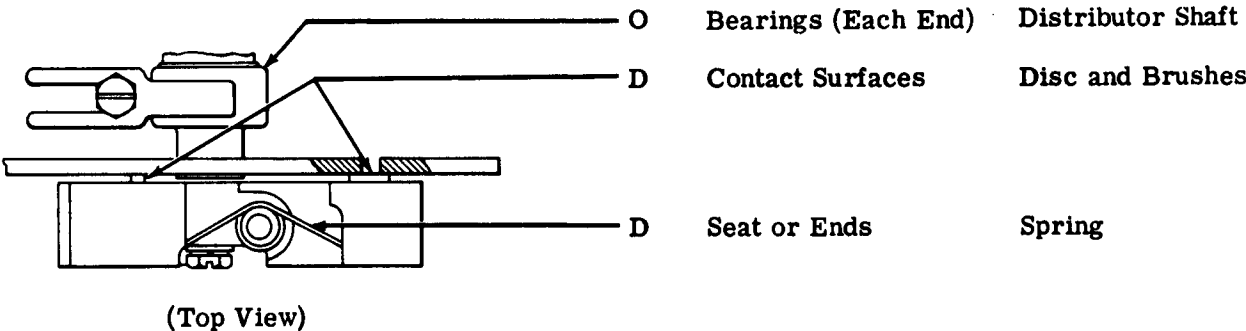 O Bearings (Each End) Distributor Shaft
D Contact Surfaces Disc and Brushes
D Seat or Ends Spring
(Top View)